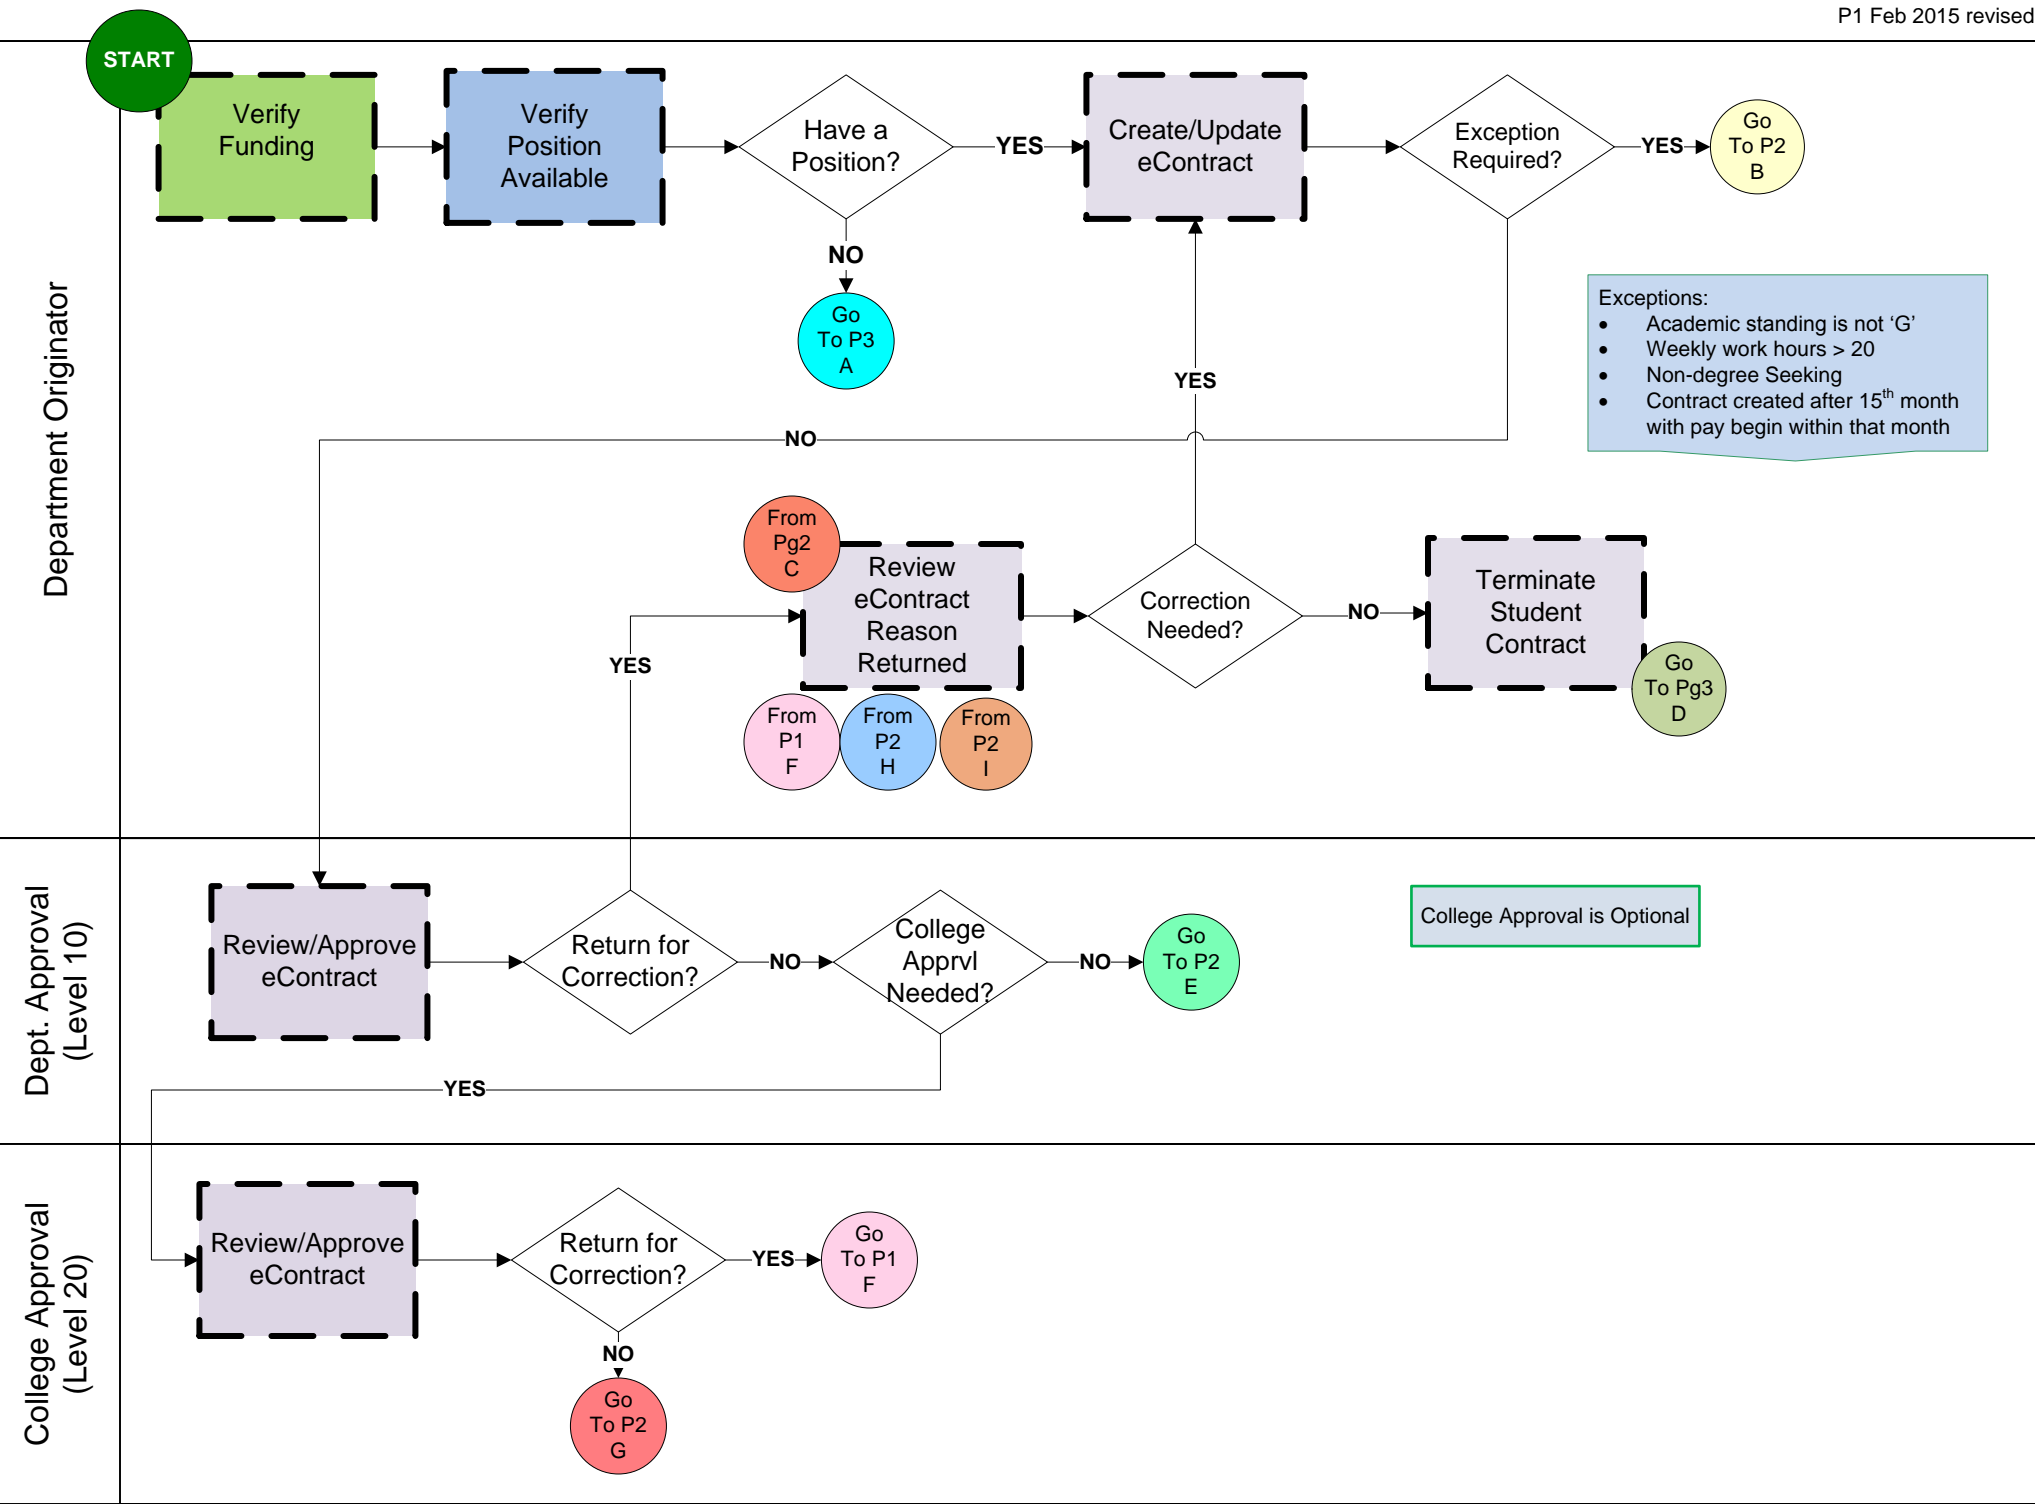 P1 Feb 2015 revised
START
Verify
Funding
Verify
Position
Available
Have a
Position?
YES
Create/Update
eContract
Exception
Required?
YES
Go
To P2
B
NO
Go
To P3
A
Exceptions:
• Academic standing is not ‘G’
• Weekly work hours > 20
• Non-degree Seeking
• Contract created after 15th month
with pay begin within that month
Department Originator
YES
NO
From
Pg2
C
Review
eContract
Reason
Returned
YES
Correction
Needed?
NO
Terminate
Student
Contract
Go
To Pg3
D
From
P1
F
From
P2
H
From
P2
I
Dept. Approval
(Level 10)
Review/Approve
eContract
Return for
Correction?
NO
College
Apprvl
Needed?
NO
Go
To P2
E
College Approval is Optional
YES
College Approval
(Level 20)
Review/Approve
eContract
Return for
Correction?
YES
Go
To P1
F
NO
Go
To P2
G